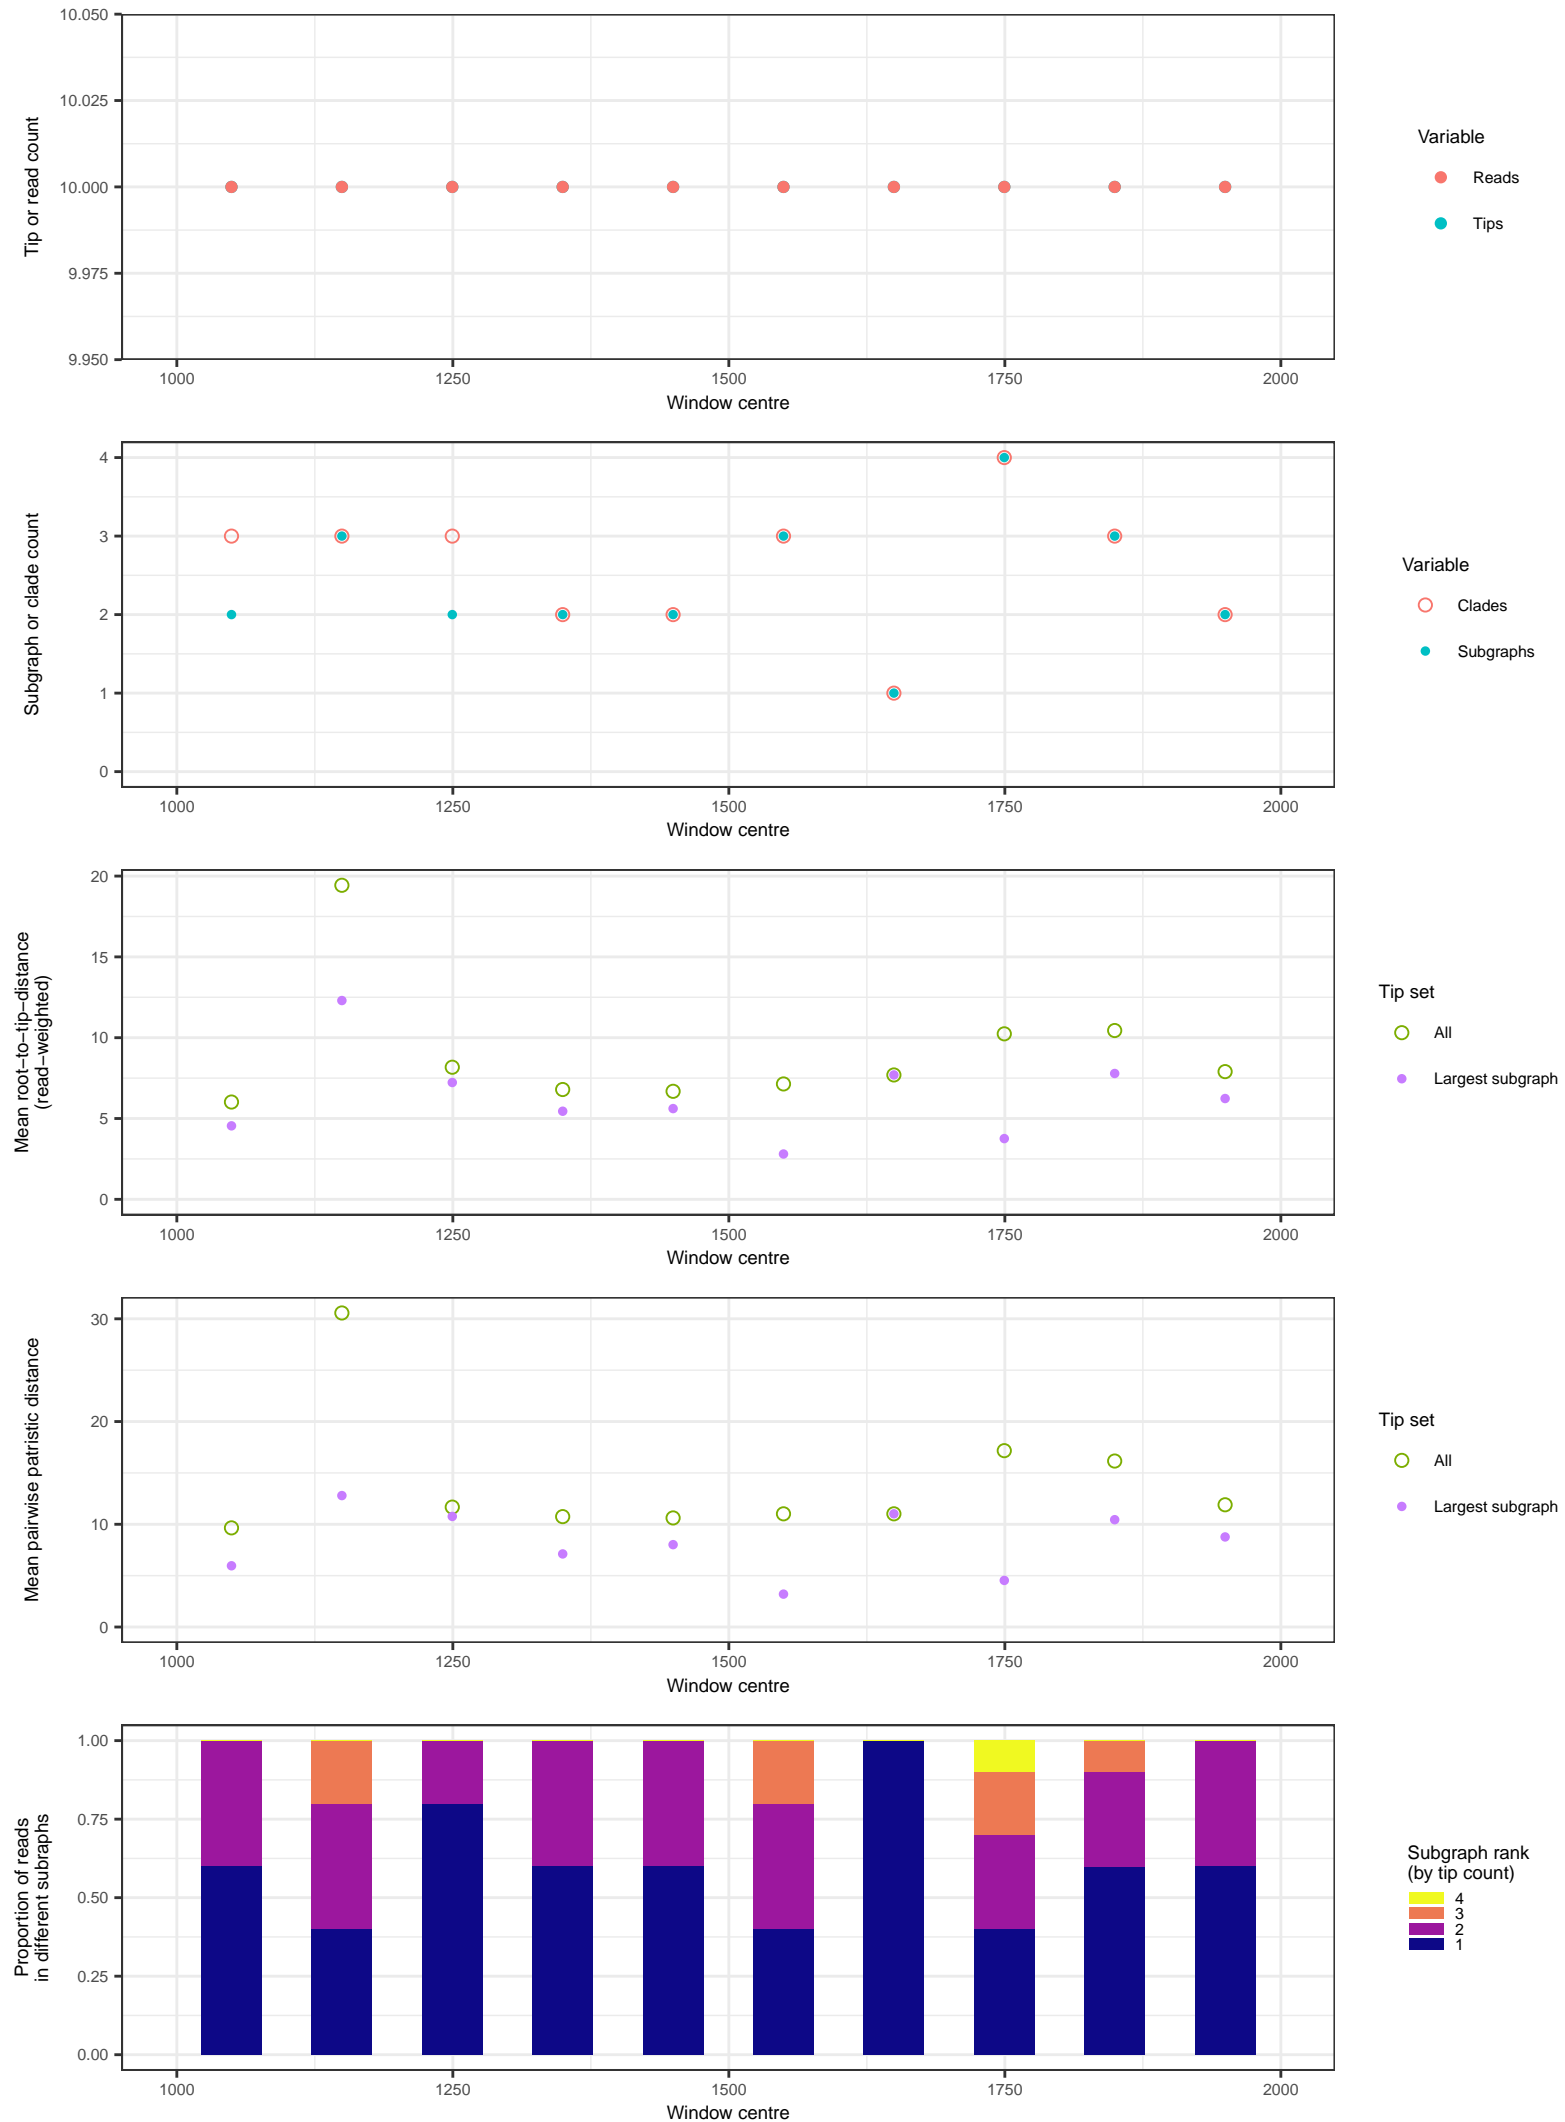 10.050
10.025
10.000
9.975
9.950
Tip or read count
1000 1250 1500 1750 2000
Window centre
Variable
Reads
Tips
4
3
2
1
0
Subgraph or clade count
1000 1250 1500 1750 2000
Window centre
Variable
Clades
Subgraphs
20
15
10
5
0
Mean root−to−tip−distance
(read−weighted)
1000 1250 1500 1750 2000
Window centre
Tip set
All
Largest subgraph
30
20
10
0
Mean pairwise patristic distance
1000 1250 1500 1750 2000
Window centre
Tip set
All
Largest subgraph
1.00
0.75
0.50
0.25
0.00
Proportion of reads
in different subraphs
1000 1250 1500 1750 2000
Window centre
Subgraph rank
(by tip count)
4
3
2
1